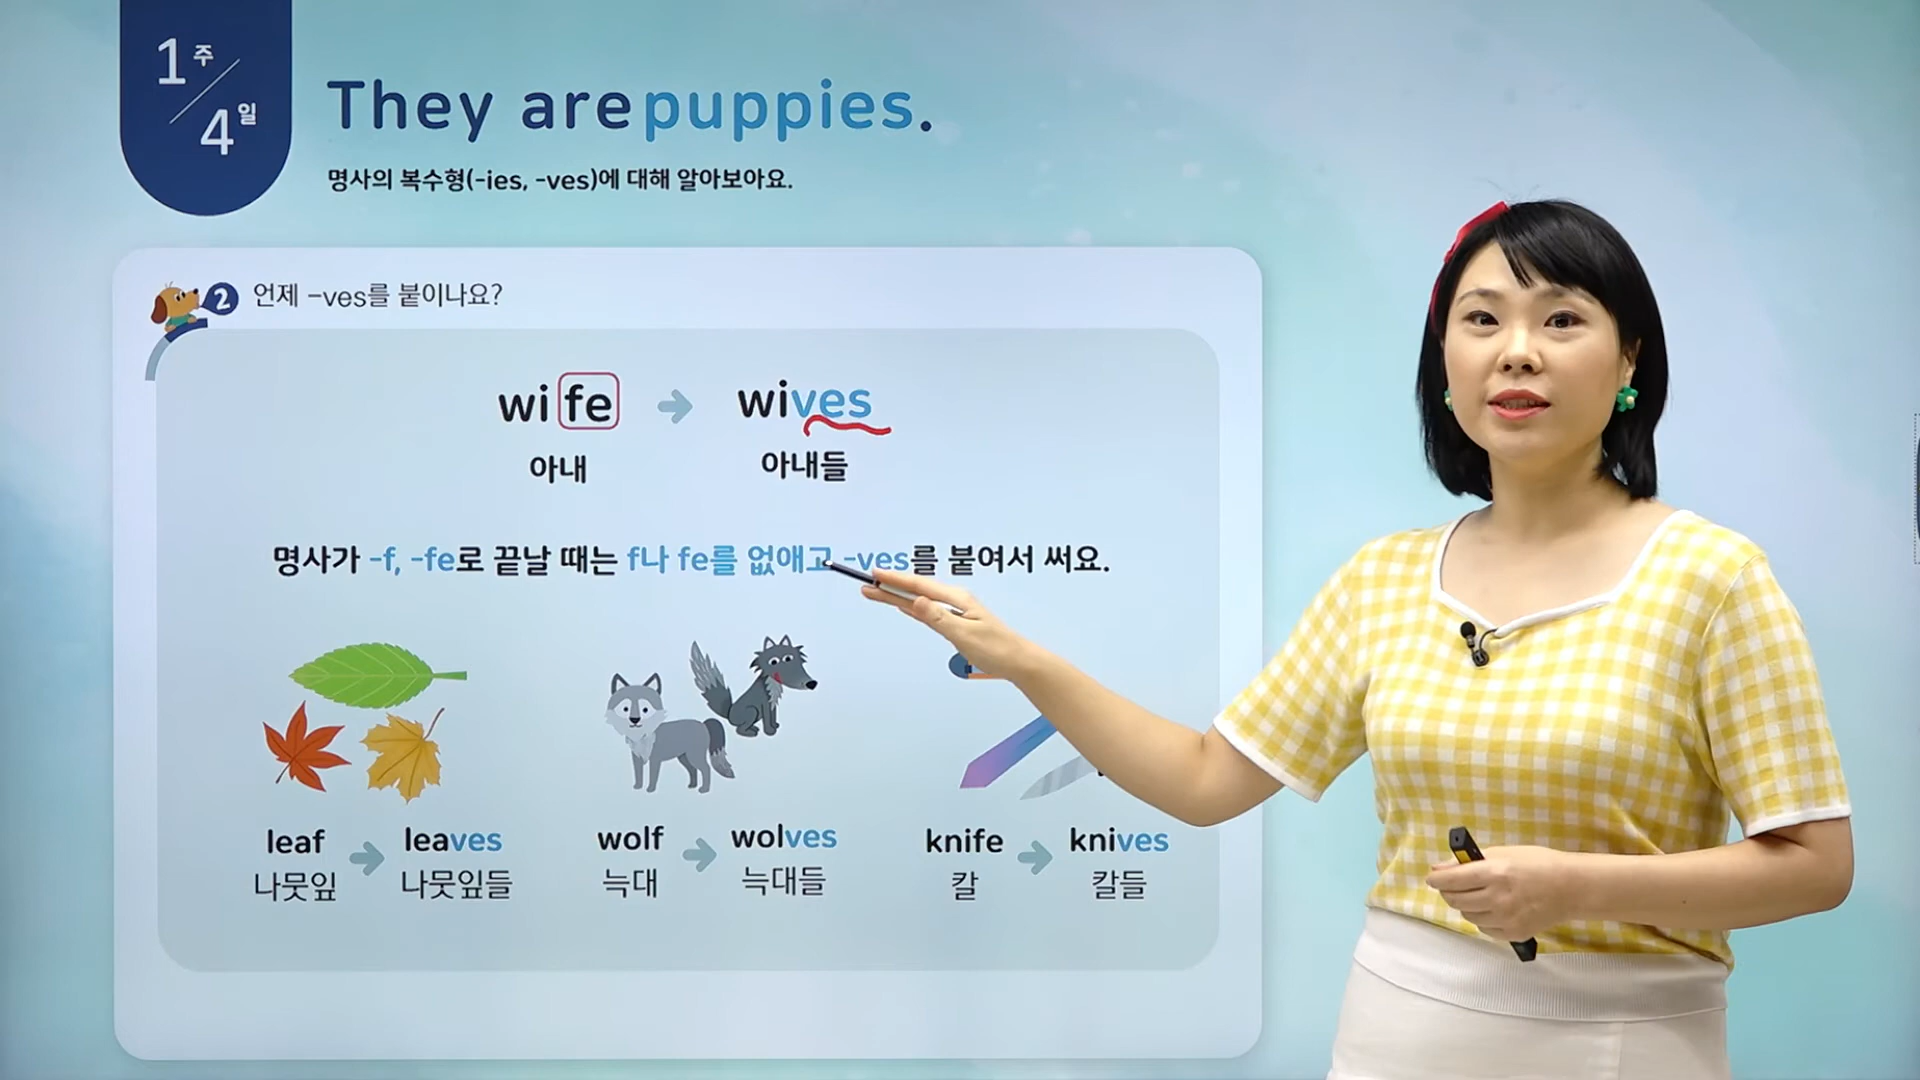 1주
4일
They are puppies.
명사의 복수형(-ies, -ves)에 대해 알아보아요.
2 언제 -ves를 붙이나요?
wife → wives
아내 아내들
명사가 -f, -fe로 끝날 때는 f나 fe를 없애고 -ves를 붙여서 써요.
leaf → leaves
나뭇잎 나뭇잎들
wolf → wolves
늑대 늑대들
knife → knives
칼 칼들